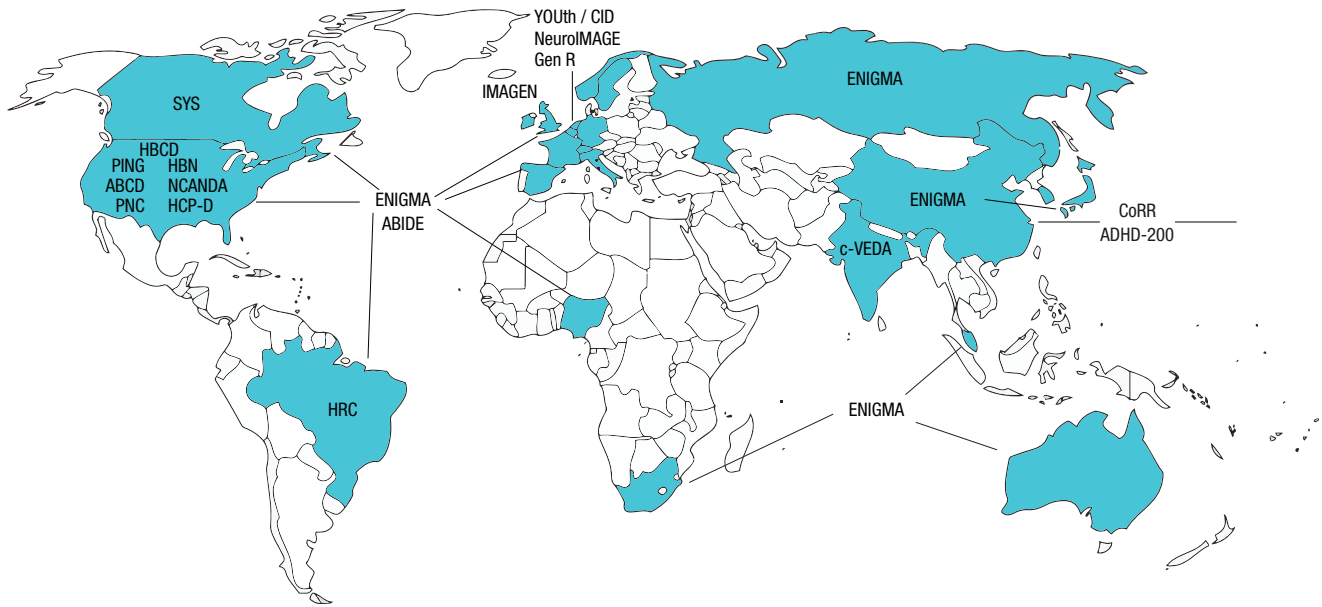 YOUth / CID
NeuroIMAGE
Gen R
IMAGEN
ENIGMA
SYS
HBCD
PING HBN
ABCD NCANDA
PNC HCP-D
ENIGMA
ABIDE
ENIGMA
CoRR
ADHD-200
c-VEDA
HRC
ENIGMA